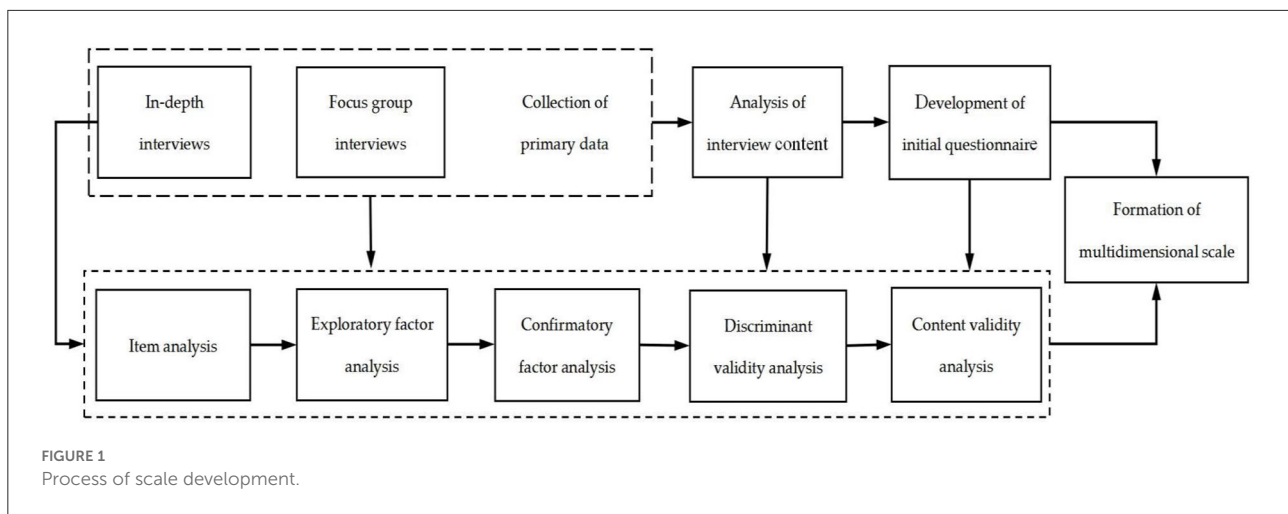 In-depth
interviews
Focus group
interviews
Collection of
primary data
Analysis of
interview content
Development of
initial questionnaire
Formation of
multidimensional scale
Item analysis
Exploratory factor
analysis
Confirmatory
factor analysis
Discriminant
validity analysis
Content validity
analysis
FIGURE 1
Process of scale development.